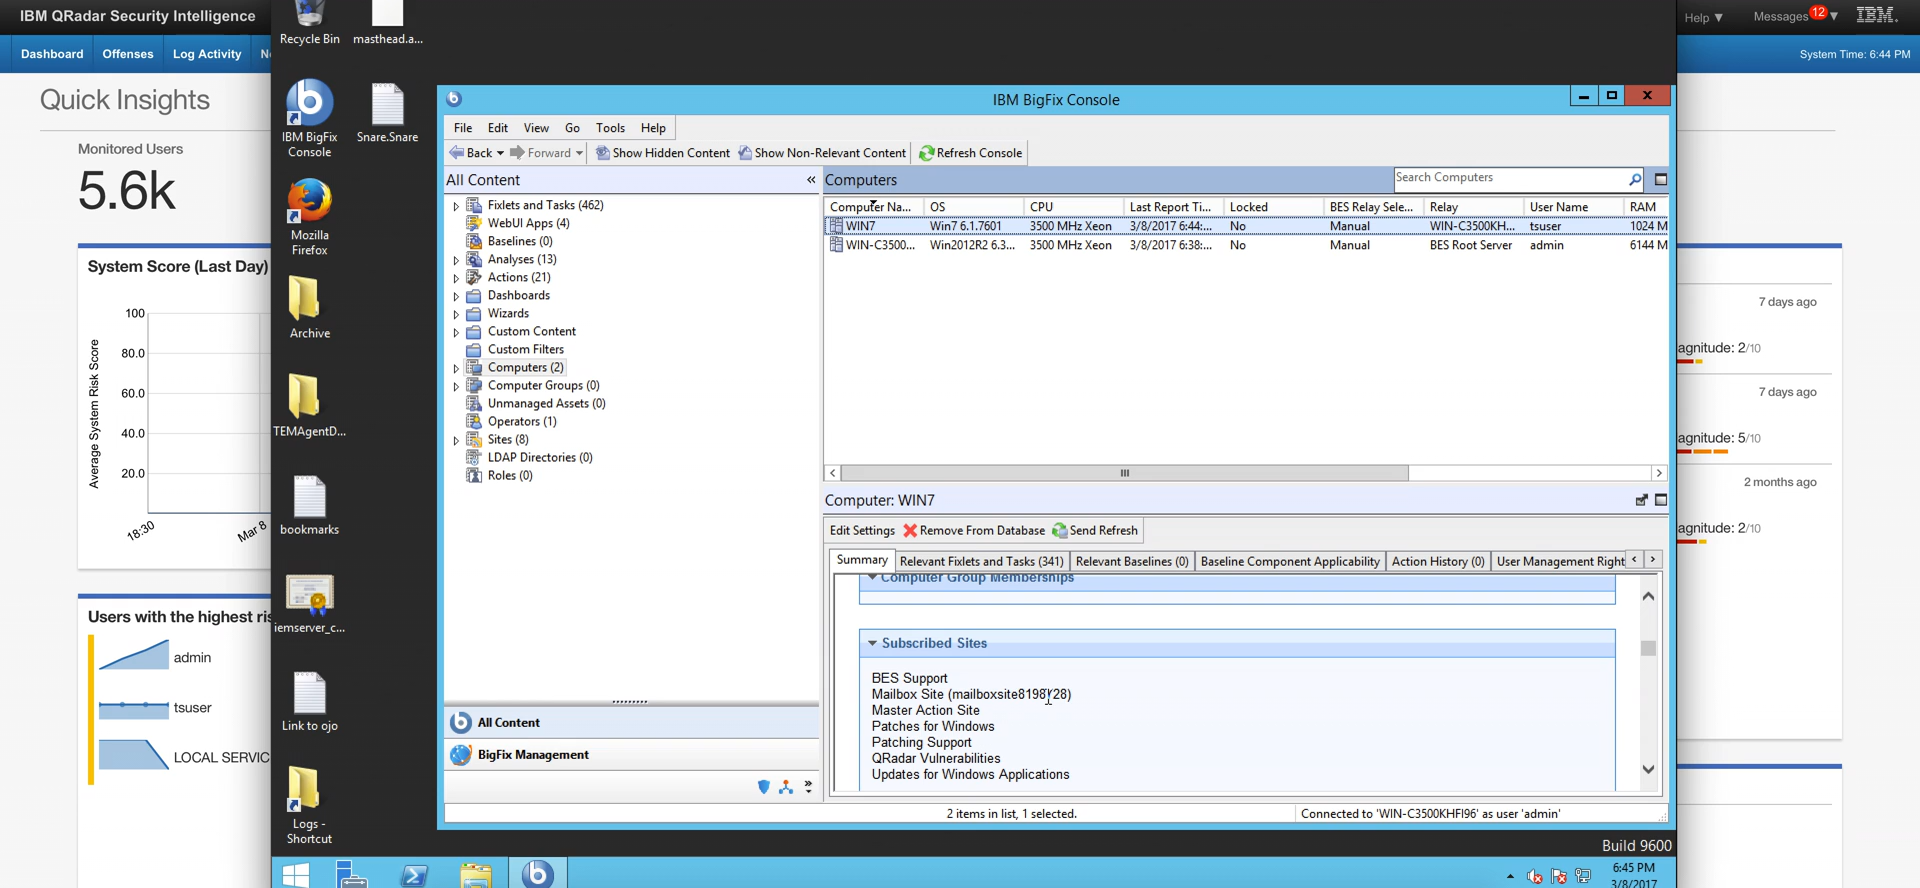 IBM QRadar Security Intelligence
Help
Messages 12
IBM.
Dashboard
Offenses
Log Activity
System Time: 6:44 PM
Quick Insights
Monitored Users
5.6k
System Score (Last Day)
Average System Risk Score
100
80.0
60.0
40.0
20.0
18:30
Mar 8
Users with the highest
admin
tsuser
LOCAL SERVIC
7 days ago
agnitude: 2/10
7 days ago
agnitude: 5/10
2 months ago
agnitude: 2/10
Recycle Bin
masthead.a...
IBM BigFix
Console
Snare.Snare
Mozilla
Firefox
Archive
TEMAgentD...
bookmarks
iemserver_c...
Link to ojo
Logs -
Shortcut
IBM BigFix Console
File Edit View Go Tools Help
Back Forward Show Hidden Content Show Non-Relevant Content Refresh Console
All Content «
Fixlets and Tasks (462)
WebUI Apps (4)
Baselines (0)
Analyses (13)
Actions (21)
Dashboards
Wizards
Custom Content
Custom Filters
Computers (2)
Computer Groups (0)
Unmanaged Assets (0)
Operators (1)
Sites (8)
LDAP Directories (0)
Roles (0)
All Content
BigFix Management
Computers
Search Computers
Computer Na... OS CPU Last Report Ti... Locked BES Relay Sele... Relay User Name RAM
WIN7 Win7 6.1.7601 3500 MHz Xeon 3/8/2017 6:44:... No Manual WIN-C3500KH... tsuser 1024 M
WIN-C3500... Win2012R2 6.3... 3500 MHz Xeon 3/8/2017 6:38:... No Manual BES Root Server admin 6144 M
Computer: WIN7
Edit Settings Remove From Database Send Refresh
Summary Relevant Fixlets and Tasks (341) Relevant Baselines (0) Baseline Component Applicability Action History (0) User Management Right
Computer Group Memberships
Subscribed Sites
BES Support
Mailbox Site
Master Action Site
Patches for Windows
Patching Support
QRadar Vulnerabilities
Updates for Windows Applications
2 items in list, 1 selected.
Connected to 'WIN-C3500KHFI96' as user 'admin'
Build 9600
6:45 PM
3/8/2017